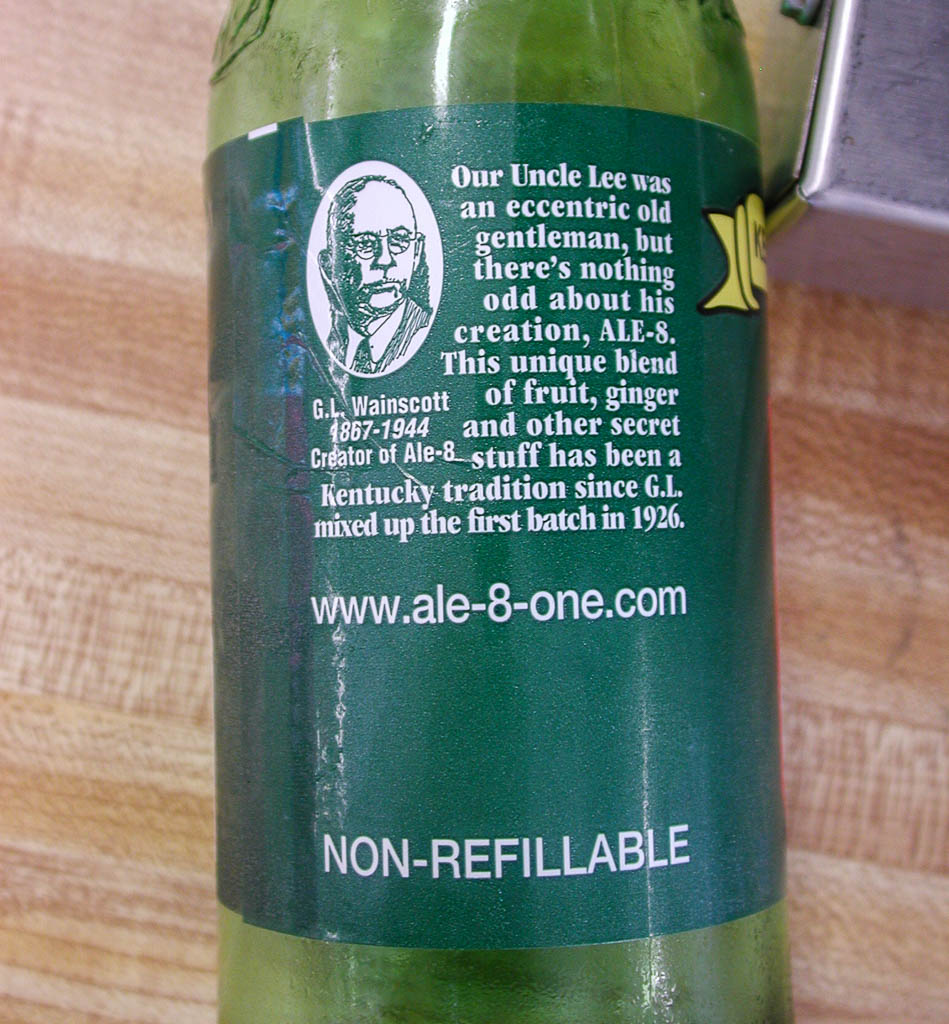 Our Uncle Lee was
an eccentric old
gentleman, but
there's nothing
odd about his
creation, ALE-8.
This unique blend
of fruit, ginger
and other secret
stuff has been a
Kentucky tradition since G.L.
mixed up the first batch in 1926.
G.L. Wainscott
1867-1944
Creator of Ale-8
www.ale-8-one.com
NON-REFILLABLE